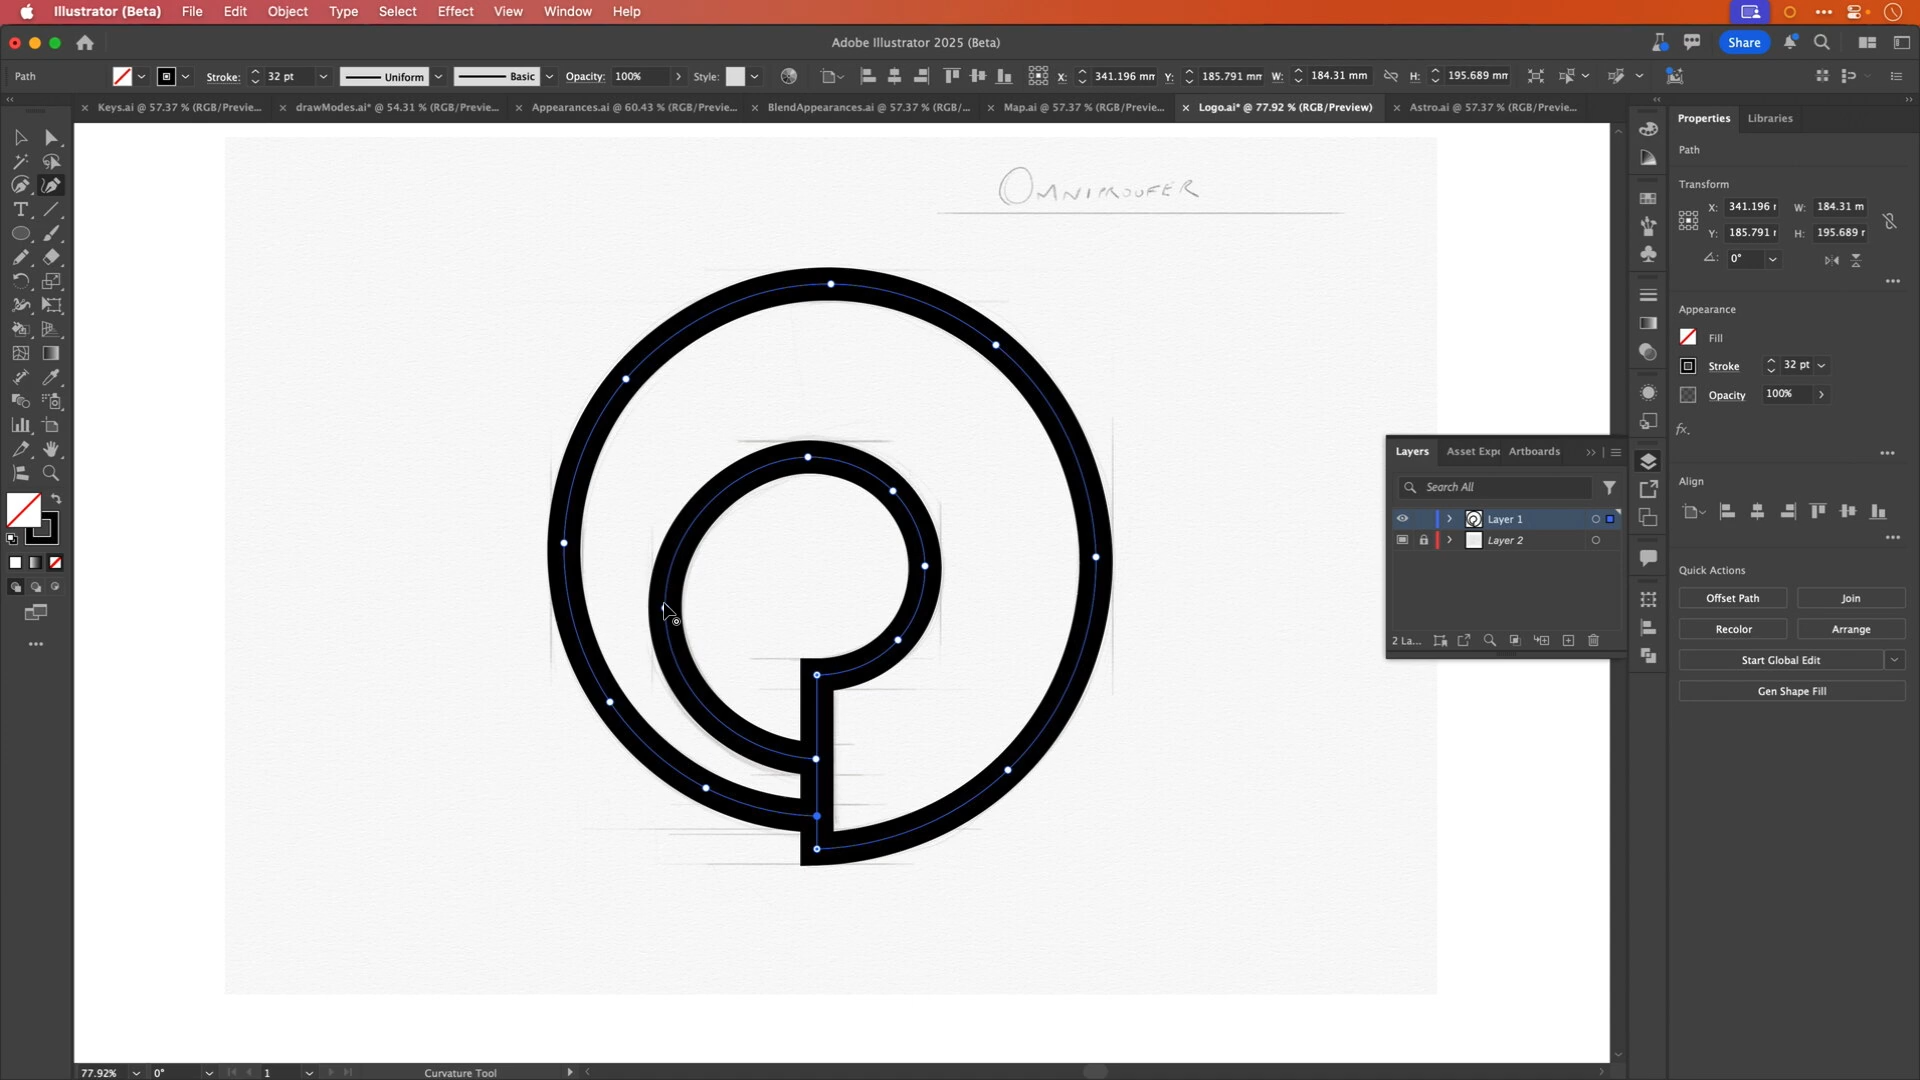 Illustrator (Beta) File Edit Object Type Select Effect View Window Help
Adobe Illustrator 2025 (Beta)
Share
Path Stroke: 32 pt Uniform Basic Opacity: 100% Style: X: 341.196 mm Y: 185.791 mm W: 184.31 mm H: 195.689 mm
Keys.ai @ 57.37 % (RGB/Previe... drawModes.ai* @ 54.31 % (RGB/Previe... Appearances.ai @ 60.43 % (RGB/Previe... BlendAppearances.ai @ 57.37 % (RGB/... Map.ai @ 57.37 % (RGB/Previe... Logo.ai* @ 77.92 % (RGB/Preview) Astro.ai @ 57.37 % (RGB/Previe...
Properties Libraries
Path
Transform
X: 341.196 r W: 184.31 m
Y: 185.791 r H: 195.689 r
0°
Appearance
Fill
Stroke 32 pt
Opacity 100%
fx.
Align
Quick Actions
Offset Path Join
Recolor Arrange
Start Global Edit
Gen Shape Fill
OMNIPROOFER
Layers Asset Expo Artboards
Search All
Layer 1
Layer 2
2 La...
77.92% 0° 1 Curvature Tool